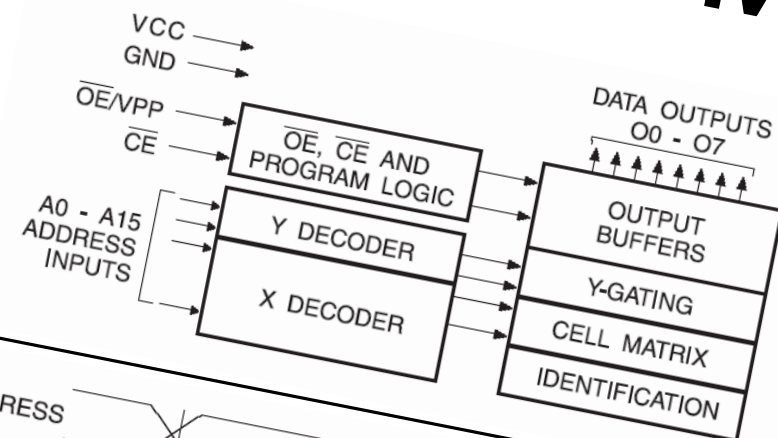 VCC
GND
OE/VPP
CE
A0 - A15
ADDRESS
INPUTS
OE, CE AND
PROGRAM LOGIC
Y DECODER
X DECODER
DATA OUTPUTS
O0 - O7
OUTPUT
BUFFERS
Y-GATING
CELL MATRIX
IDENTIFICATION
RESS